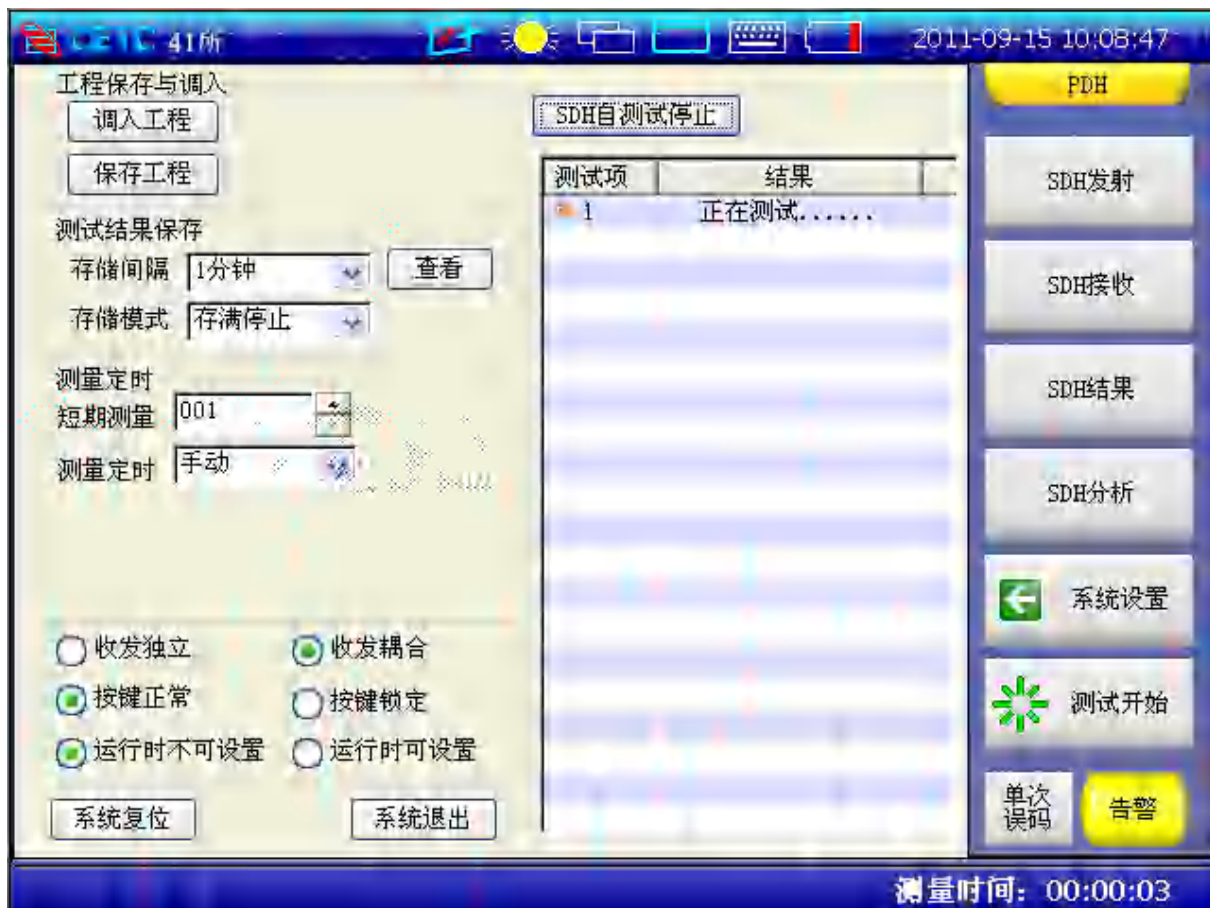 CETC 41所
2011-09-15 10:08:47
工程保存与调入
调入工程
保存工程
测试结果保存
存储间隔 1分钟 查看
存储模式 存满停止
测量定时
短期测量 001
测量定时 手动
收发独立 收发耦合
按键正常 按键锁定
运行时不可设置 运行时可设置
系统复位 系统退出
SDH自测试停止
测试项 结果
1 正在测试......
PDH
SDH发射
SDH接收
SDH结果
SDH分析
系统设置
测试开始
单次
误码
告警
测量时间: 00:00:03